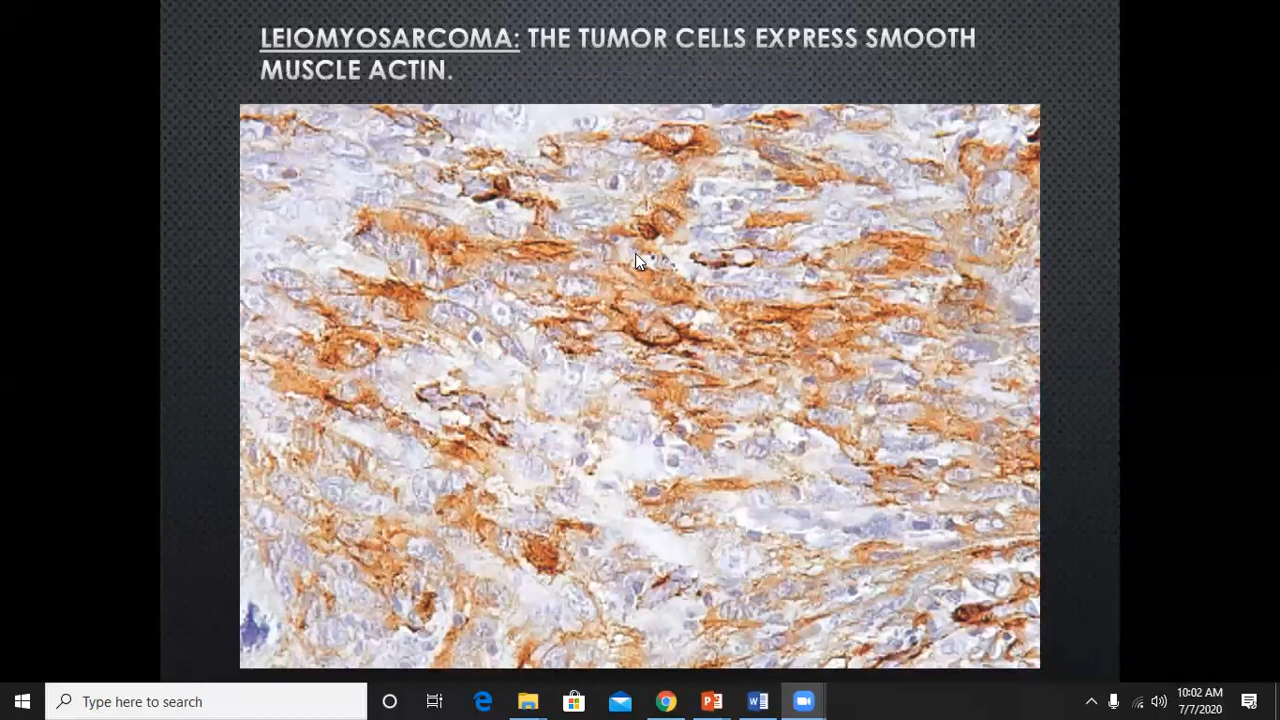 LEIOMYOSARCOMA: THE TUMOR CELLS EXPRESS SMOOTH
MUSCLE ACTIN.
Type here to search
10:02 AM
7/7/2020